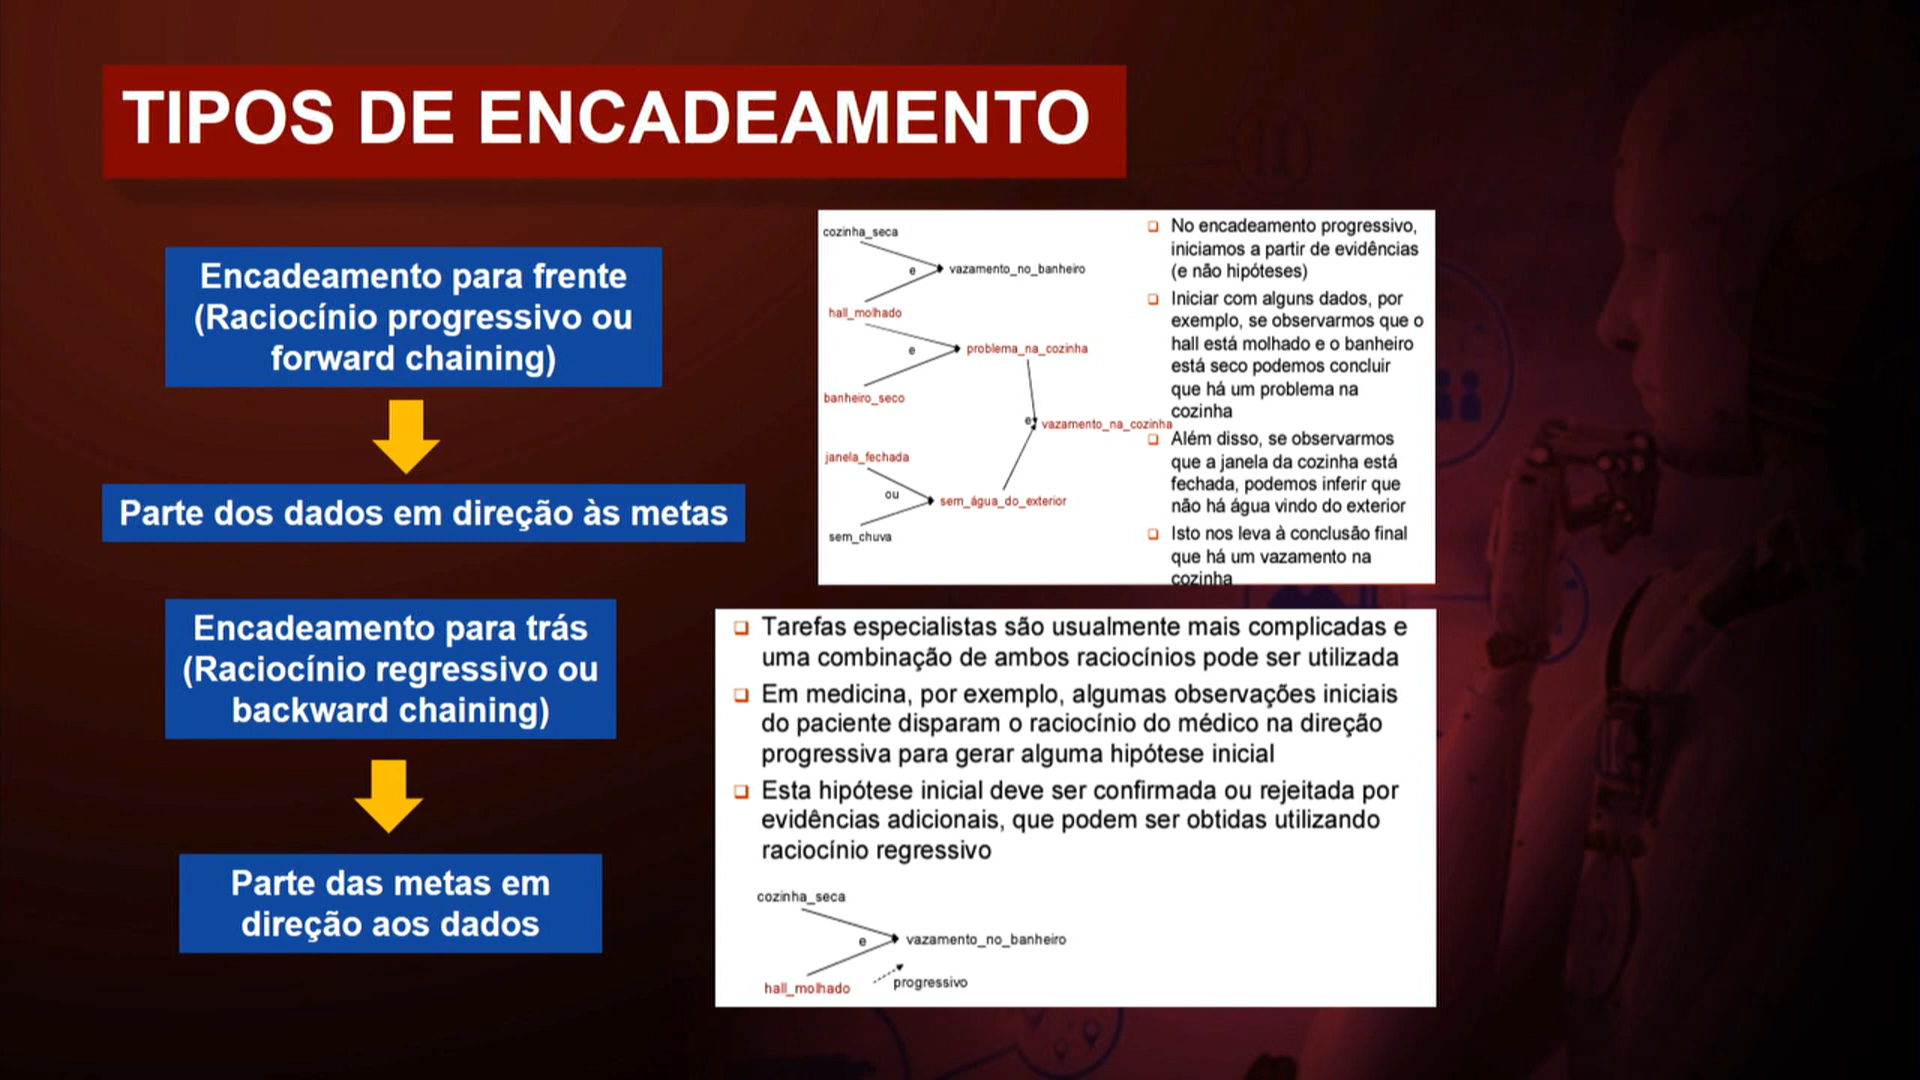 TIPOS DE ENCADEAMENTO
Encadeamento para frente
(Raciocínio progressivo ou
forward chaining)
Parte dos dados em direção às metas
Encadeamento para trás
(Raciocínio regressivo ou
backward chaining)
Parte das metas em
direção aos dados
cozinha_seca
e
vazamento_no_banheiro
hall_molhado
e
problema_na_cozinha
banheiro_seco
e
vazamento_na_cozinha
janela_fechada
ou
sem_água_do_exterior
sem_chuva
No encadeamento progressivo,
iniciamos a partir de evidências
(e não hipóteses)
Iniciar com alguns dados, por
exemplo, se observarmos que o
hall está molhado e o banheiro
está seco podemos concluir
que há um problema na
cozinha
Além disso, se observarmos
que a janela da cozinha está
fechada, podemos inferir que
não há água vindo do exterior
Isto nos leva à conclusão final
que há um vazamento na
cozinha
Tarefas especialistas são usualmente mais complicadas e
uma combinação de ambos raciocínios pode ser utilizada
Em medicina, por exemplo, algumas observações iniciais
do paciente disparam o raciocínio do médico na direção
progressiva para gerar alguma hipótese inicial
Esta hipótese inicial deve ser confirmada ou rejeitada por
evidências adicionais, que podem ser obtidas utilizando
raciocínio regressivo
cozinha_seca
e
vazamento_no_banheiro
hall_molhado
progressivo